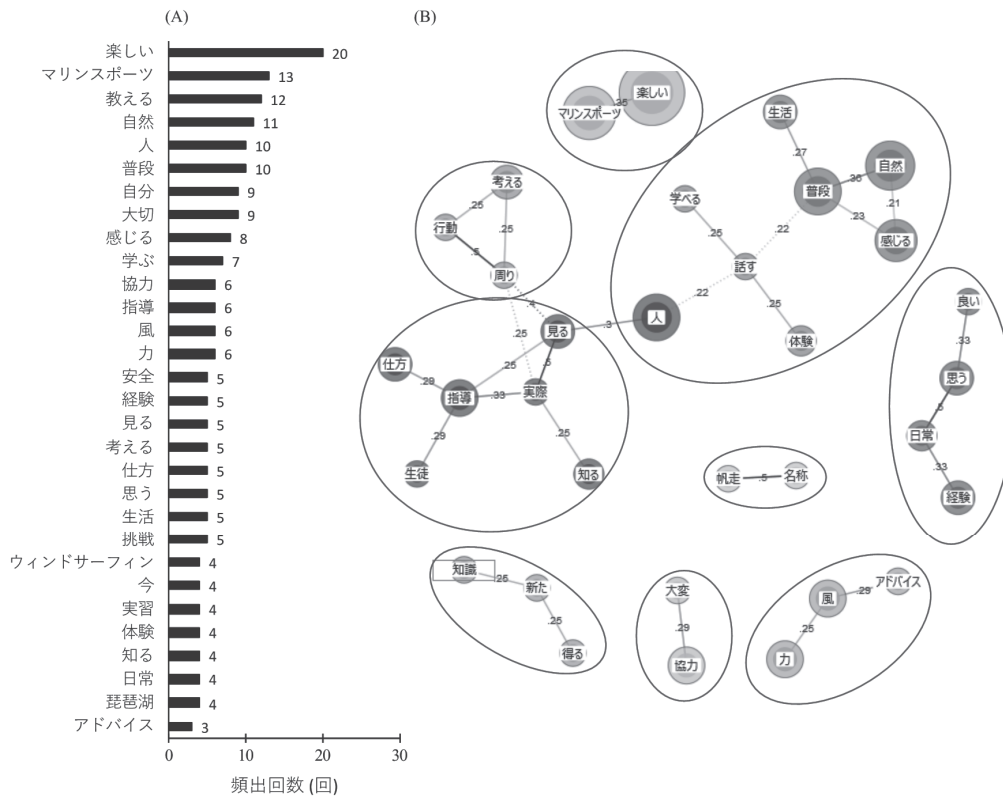 (A)
楽しい 20
マリンスポーツ 13
教える 12
自然 11
人 10
普段 10
自分 9
大切 9
感じる 8
学ぶ 7
協力 6
指導 6
風 6
力 6
安全 5
経験 5
見る 5
考える 5
仕方 5
思う 5
生活 5
挑戦 5
ウィンドサーフィン 4
今 4
実習 4
体験 4
知る 4
日常 4
琵琶湖 4
アドバイス 3
0 10 20 30
頻出回数 (回)
(B)
楽しい
マリンスポーツ
.35
生活
.27
自然
普段
.35
.21
.23
感じる
学べる
.25
.22
話す
.22
.25
体験
人
考える
.25
行動
.25
.5
周り
.4
.25
見る
.3
仕方
.25
.5
.29
指導
.33
実際
.29
.25
生徒
知る
良い
.33
思う
.5
日常
.33
経験
帆走
.5
名称
知識
.25
新た
.25
得る
大変
.29
協力
アドバイス
.29
風
.25
力